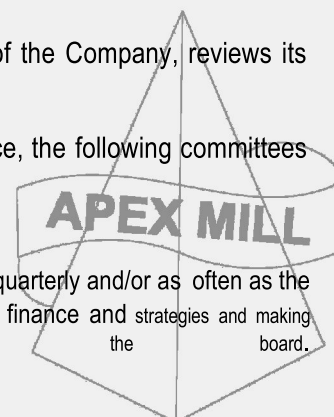 of the Company, reviews its
ce, the following committees
APEX MILL
quarterly and/or as often as the
finance and strategies and making
the board.